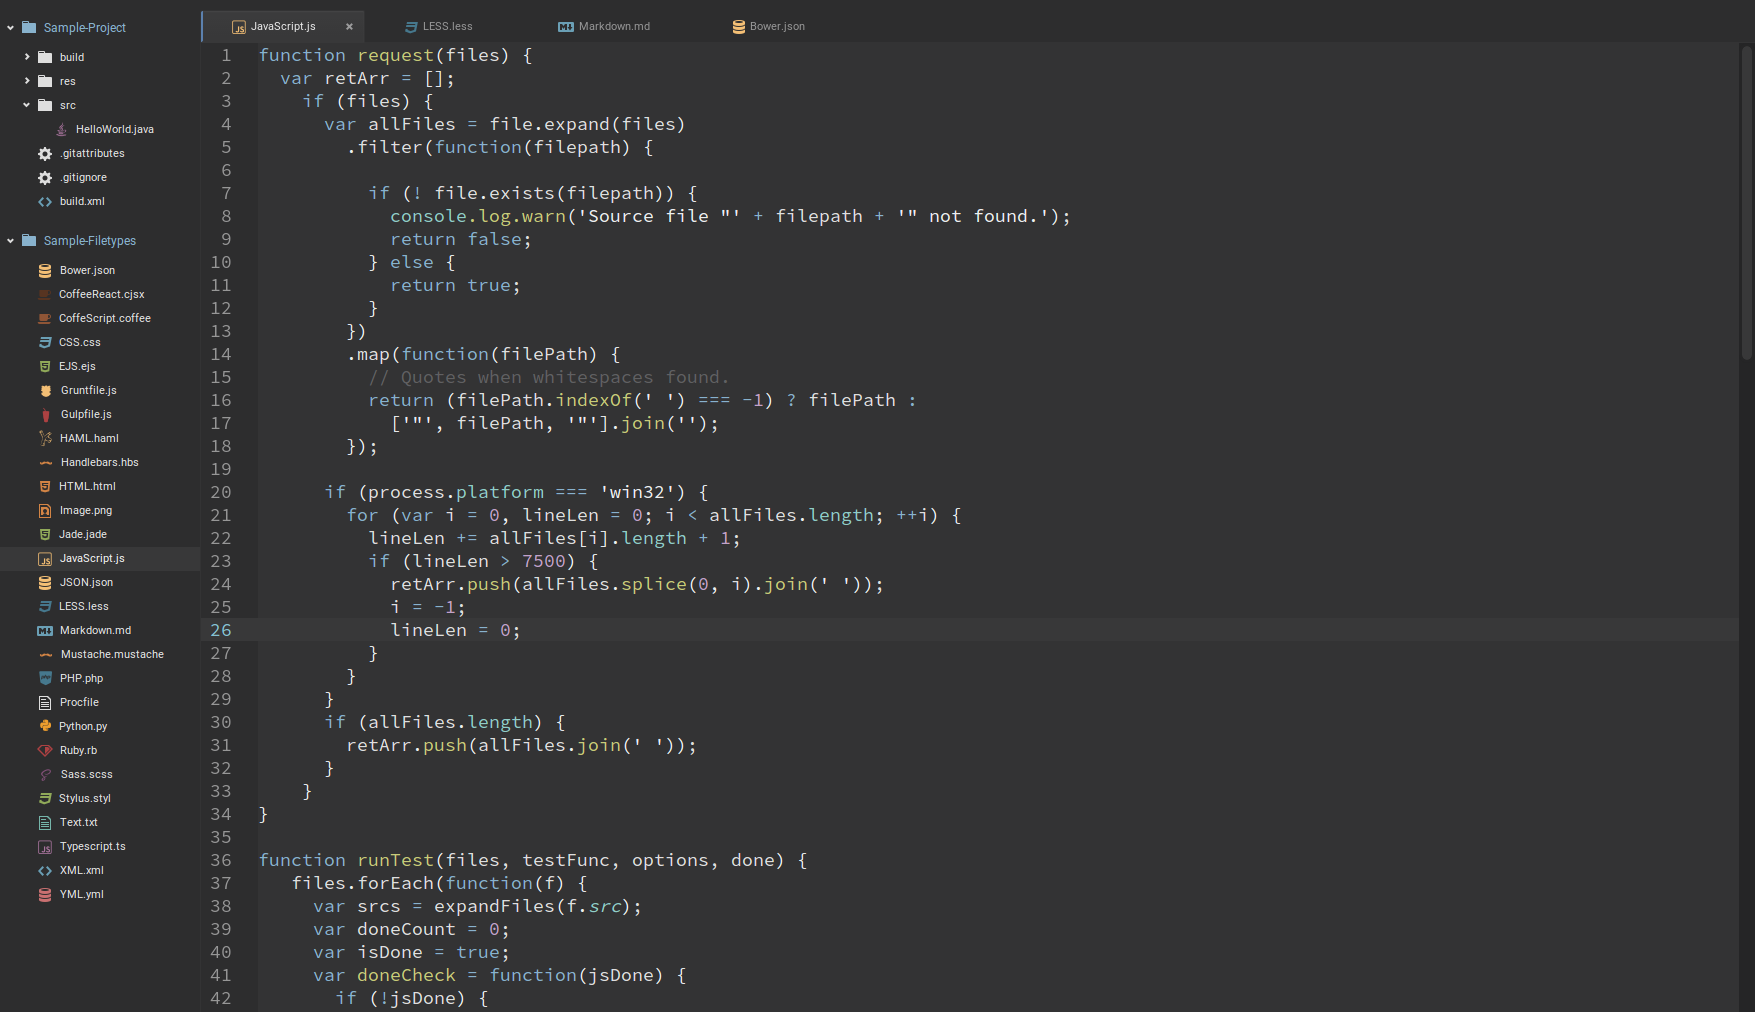 Sample-Project
build
res
src
HelloWorld.java
.gitattributes
.gitignore
build.xml
Sample-Filetypes
Bower.json
CoffeeReact.cjsx
CoffeScript.coffee
CSS.css
EJS.ejs
Gruntfile.js
Gulpfile.js
HAML.haml
Handlebars.hbs
HTML.html
Image.png
Jade.jade
JavaScript.js
JSON.json
LESS.less
Markdown.md
Mustache.mustache
PHP.php
Procfile
Python.py
Ruby.rb
Sass.scss
Stylus.styl
Text.txt
Typescript.ts
XML.xml
YML.yml
JavaScript.js × LESS.less Markdown.md Bower.json
1 function request(files) {
2   var retArr = [];
3     if (files) {
4       var allFiles = file.expand(files)
5         .filter(function(filepath) {
6
7           if (! file.exists(filepath)) {
8             console.log.warn('Source file "' + filepath + '" not found.');
9             return false;
10           } else {
11             return true;
12           }
13         })
14         .map(function(filePath) {
15           // Quotes when whitespaces found.
16           return (filePath.indexOf(' ') === -1) ? filePath :
17             ['"', filePath, '"'].join('');
18         });
19
20       if (process.platform === 'win32') {
21         for (var i = 0, lineLen = 0; i < allFiles.length; ++i) {
22           lineLen += allFiles[i].length + 1;
23           if (lineLen > 7500) {
24             retArr.push(allFiles.splice(0, i).join(' '));
25             i = -1;
26             lineLen = 0;
27           }
28         }
29       }
30       if (allFiles.length) {
31         retArr.push(allFiles.join(' '));
32       }
33     }
34 }
35
36 function runTest(files, testFunc, options, done) {
37    files.forEach(function(f) {
38      var srcs = expandFiles(f.src);
39      var doneCount = 0;
40      var isDone = true;
41      var doneCheck = function(jsDone) {
42        if (!jsDone) {